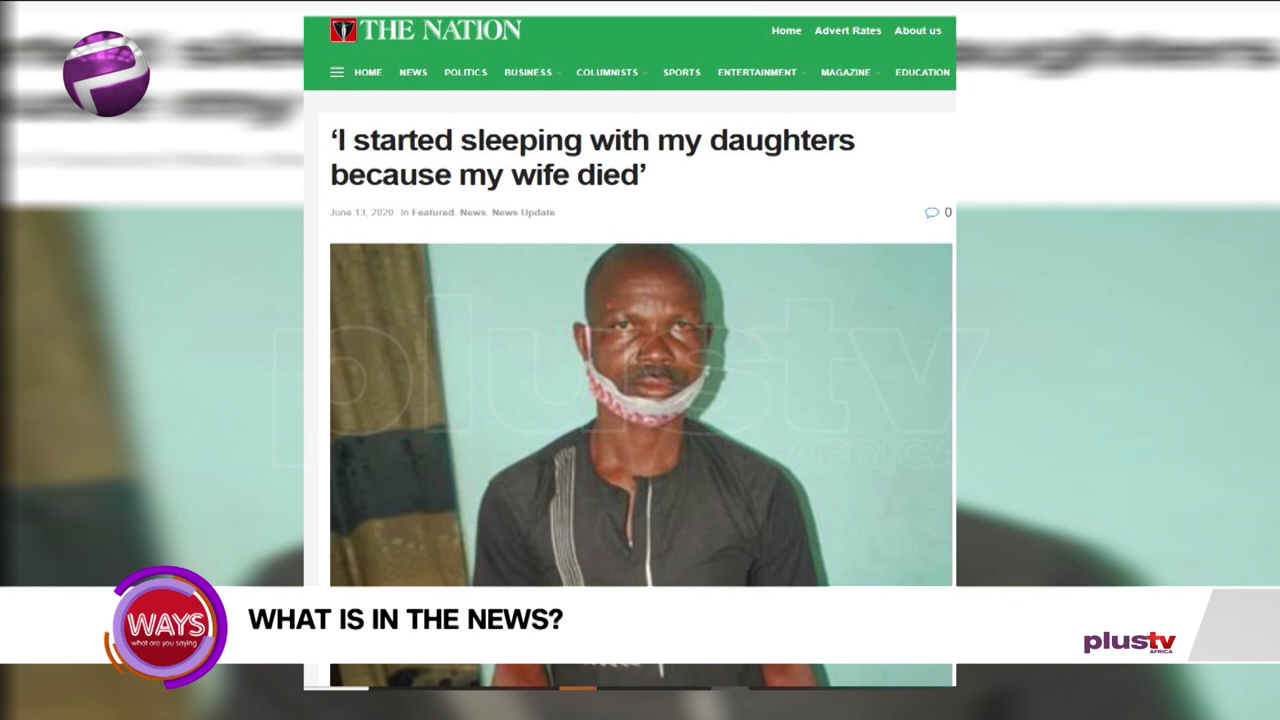 THE NATION
Home Advert Rates About us
HOME NEWS POLITICS BUSINESS COLUMNISTS SPORTS ENTERTAINMENT MAGAZINE EDUCATION
‘I started sleeping with my daughters
because my wife died’
June 13, 2020 In Featured, News, News Update
0
plustv
AFRICA
WAYS
what are you saying
WHAT IS IN THE NEWS?
plustv
AFRICA